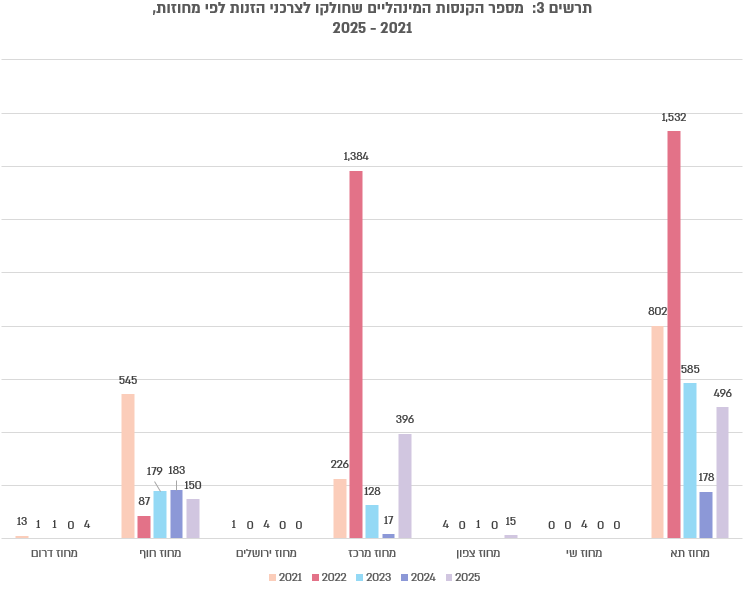 תרשים 3: מספר הקנסות המינהליים שחולקו לצרכני הזנות לפי מחוזות,
2021 - 2025
13 1 1 0 4
545 87 179 183 150
1 0 4 0 0
226 1,384 128 17 396
4 0 1 0 15
0 0 4 0 0
802 1,532 585 178 496
מחוז דרום
מחוז חוף
מחוז ירושלים
מחוז מרכז
מחוז צפון
מחוז שי
מחוז תא
2021 2022 2023 2024 2025